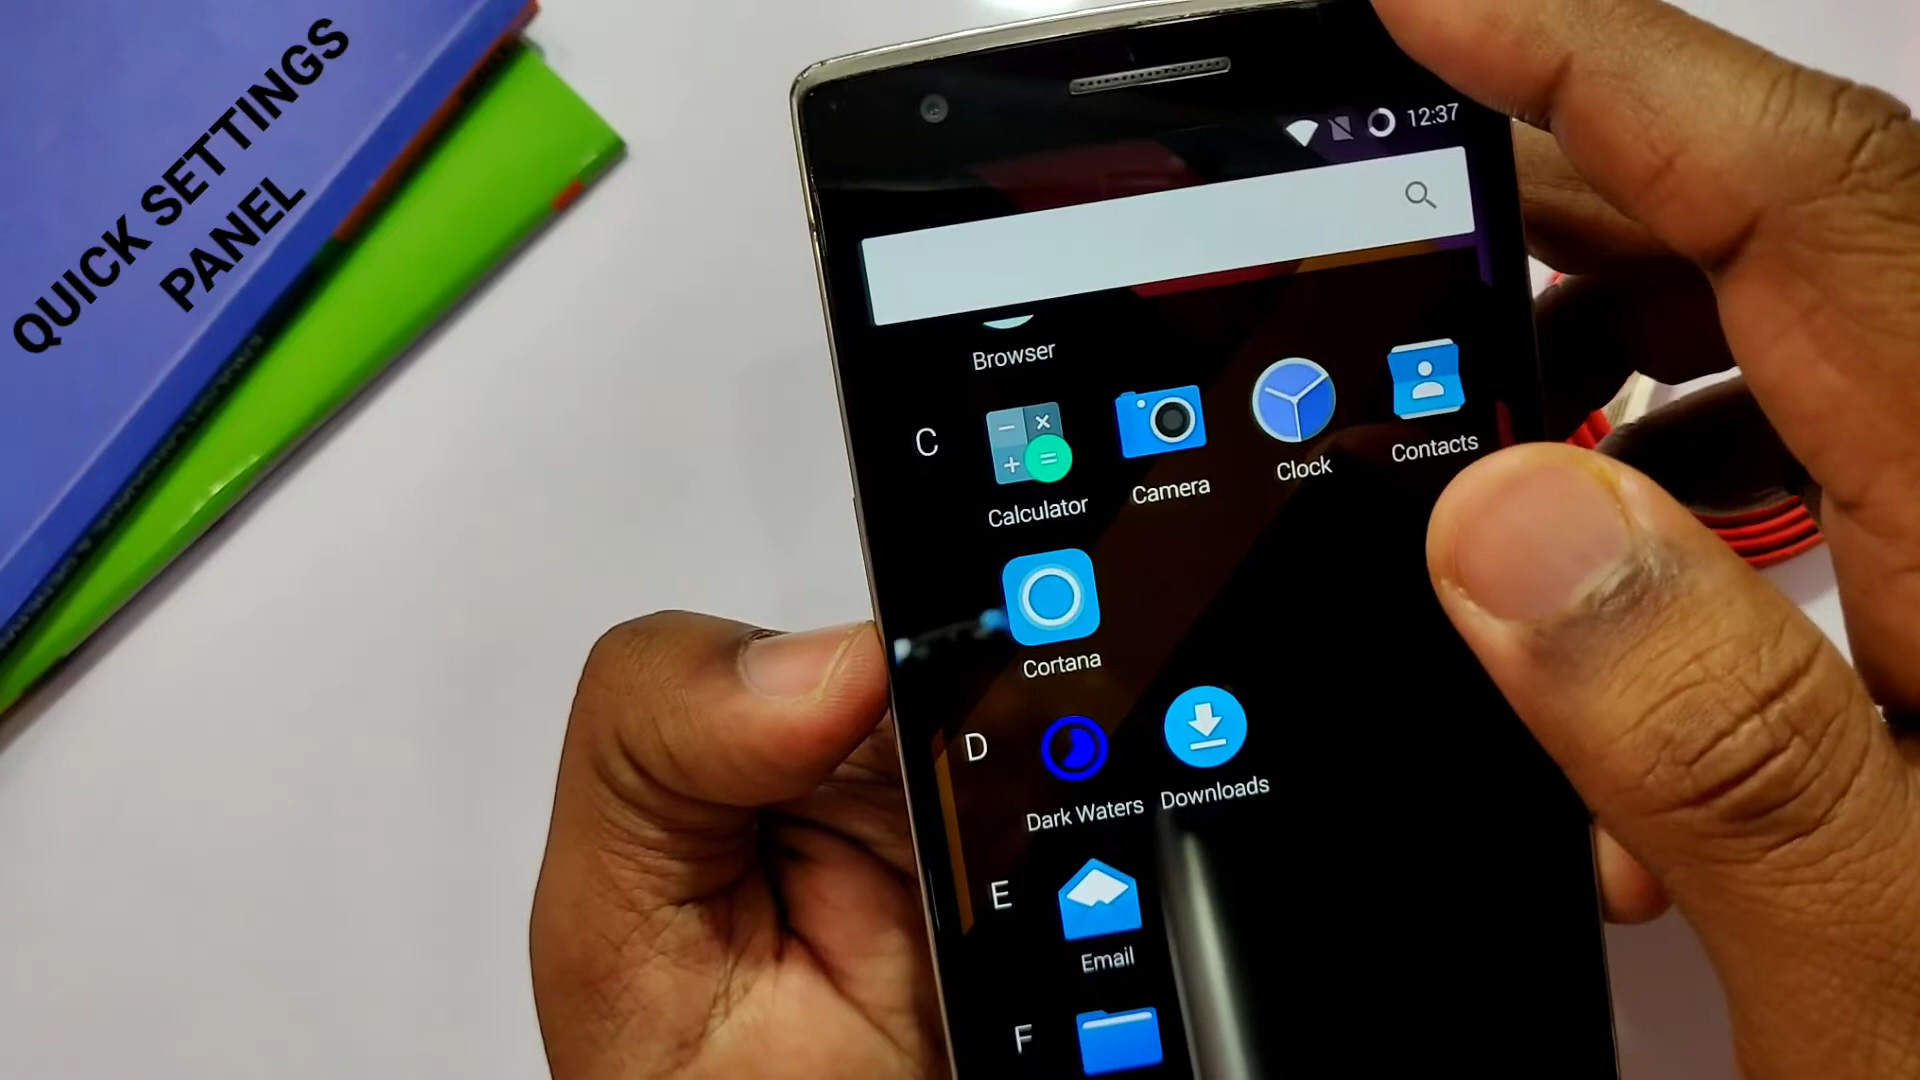 QUICK SETTINGS
PANEL
12:37
Browser
C
Calculator
Camera
Clock
Contacts
Cortana
D
Dark Waters
Downloads
E
Email
F